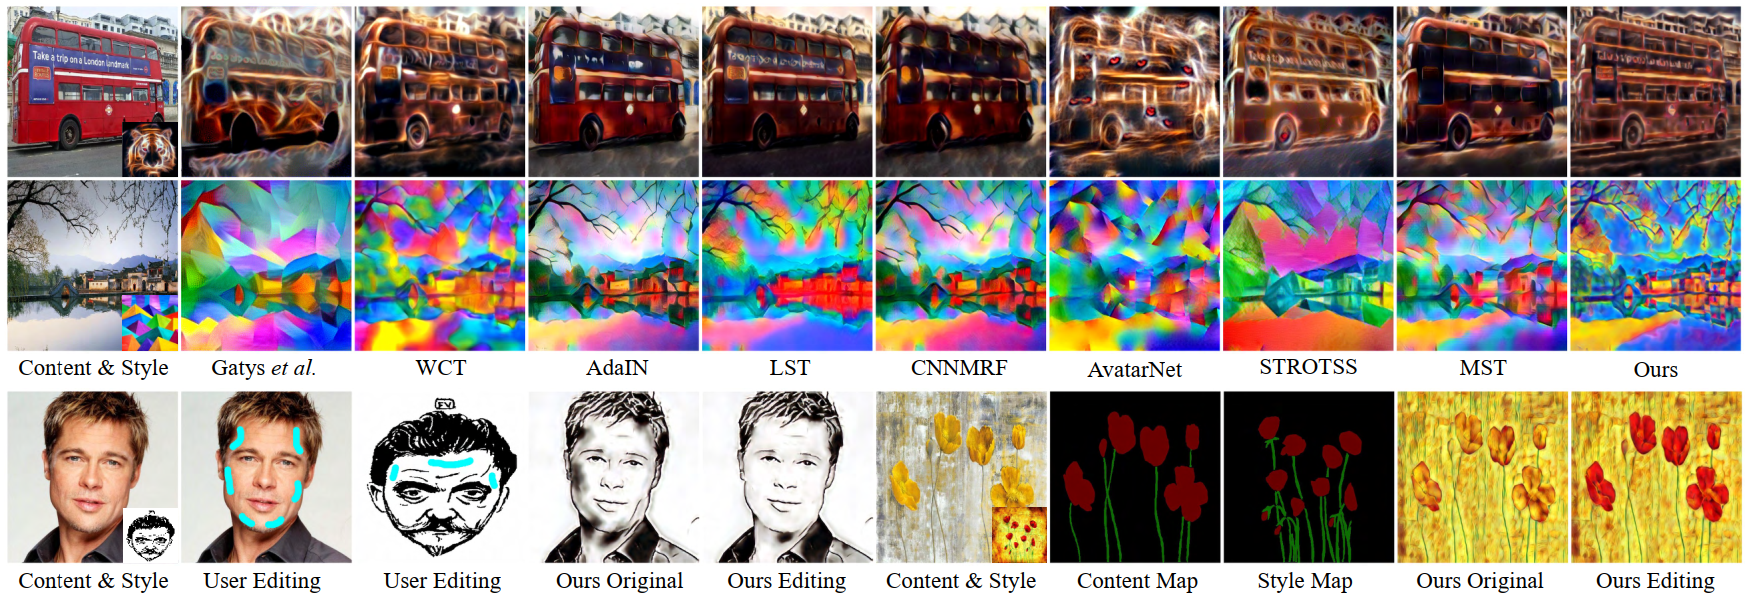 Take a trip on a London landmark
Content & Style Gatys et al. WCT AdaIN LST CNNMRF AvatarNet STROTSS MST Ours
FV
Content & Style User Editing User Editing Ours Original Ours Editing Content & Style Content Map Style Map Ours Original Ours Editing